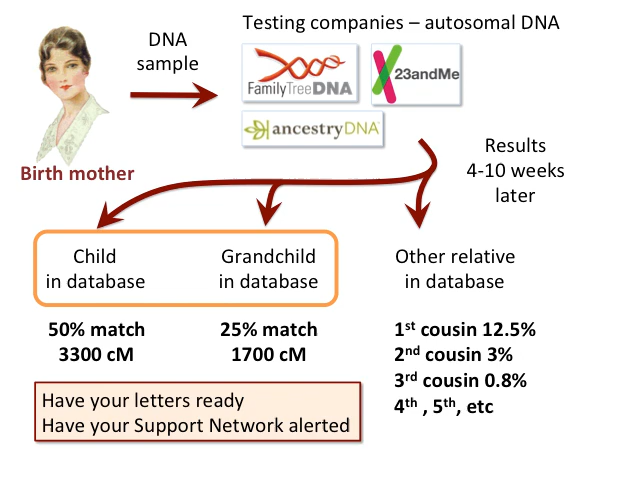 Testing companies – autosomal DNA
DNA
sample
FamilyTreeDNA
23andMe
ancestryDNA
Birth mother
Results
4-10 weeks
later
Child
in database
Grandchild
in database
Other relative
in database
50% match
3300 cM
25% match
1700 cM
1st cousin 12.5%
2nd cousin 3%
3rd cousin 0.8%
4th , 5th, etc
Have your letters ready
Have your Support Network alerted